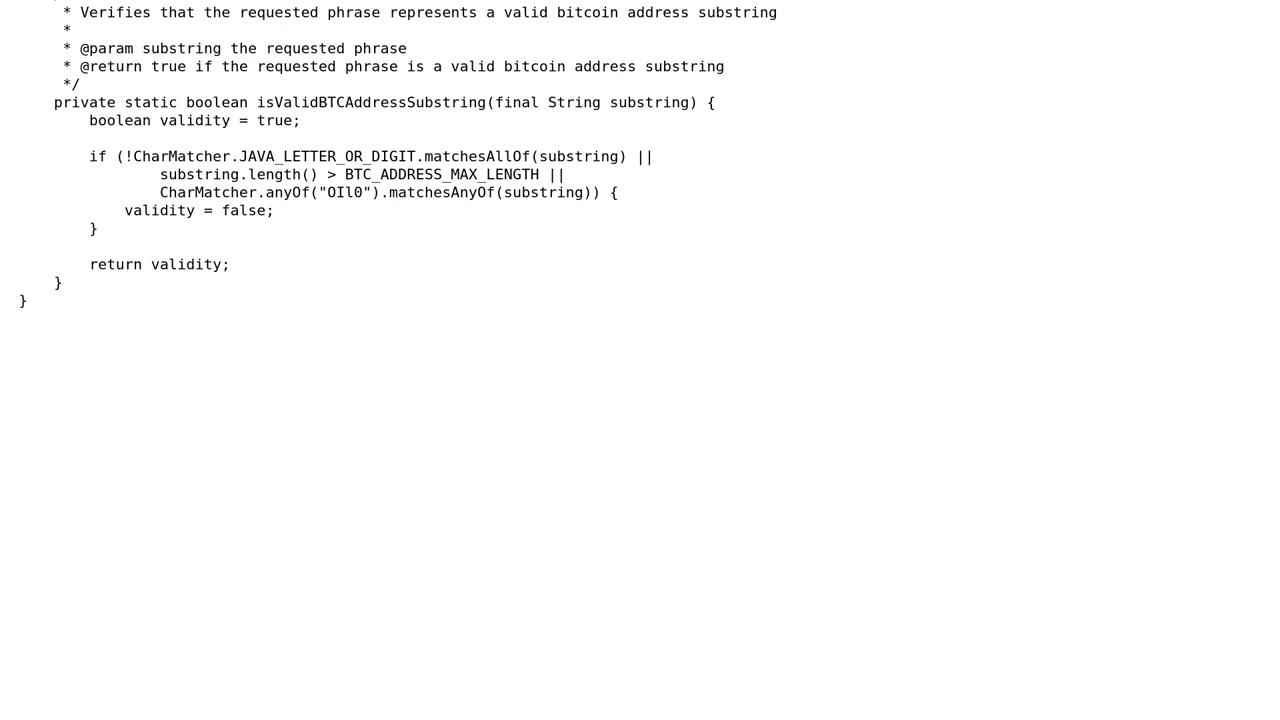 * Verifies that the requested phrase represents a valid bitcoin address substring
     *
     * @param substring the requested phrase
     * @return true if the requested phrase is a valid bitcoin address substring
     */
    private static boolean isValidBTCAddressSubstring(final String substring) {
        boolean validity = true;

        if (!CharMatcher.JAVA_LETTER_OR_DIGIT.matchesAllOf(substring) ||
                substring.length() > BTC_ADDRESS_MAX_LENGTH ||
                CharMatcher.anyOf("OIl0").matchesAnyOf(substring)) {
            validity = false;
        }

        return validity;
    }
}